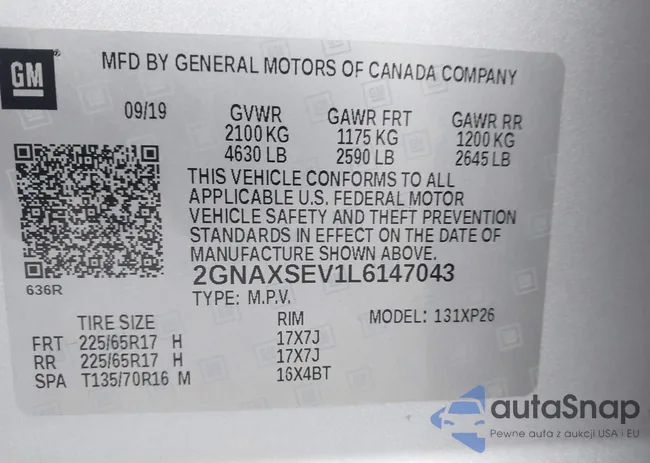 GM
MFD BY GENERAL MOTORS OF CANADA COMPANY
09/19
GVWR GAWR FRT GAWR RR
2100 KG 1175 KG 1200 KG
4630 LB 2590 LB 2645 LB
THIS VEHICLE CONFORMS TO ALL
APPLICABLE U.S. FEDERAL MOTOR
VEHICLE SAFETY AND THEFT PREVENTION
STANDARDS IN EFFECT ON THE DATE OF
MANUFACTURE SHOWN ABOVE.
636R
2GNAXSEV1L6147043
TYPE: M.P.V.
TIRE SIZE RIM MODEL: 131XP26
FRT 225/65R17 H 17X7J
RR 225/65R17 H 17X7J
SPA T135/70R16 M 16X4BT
autaSnap
Pewne auta z aukcji USA i EU